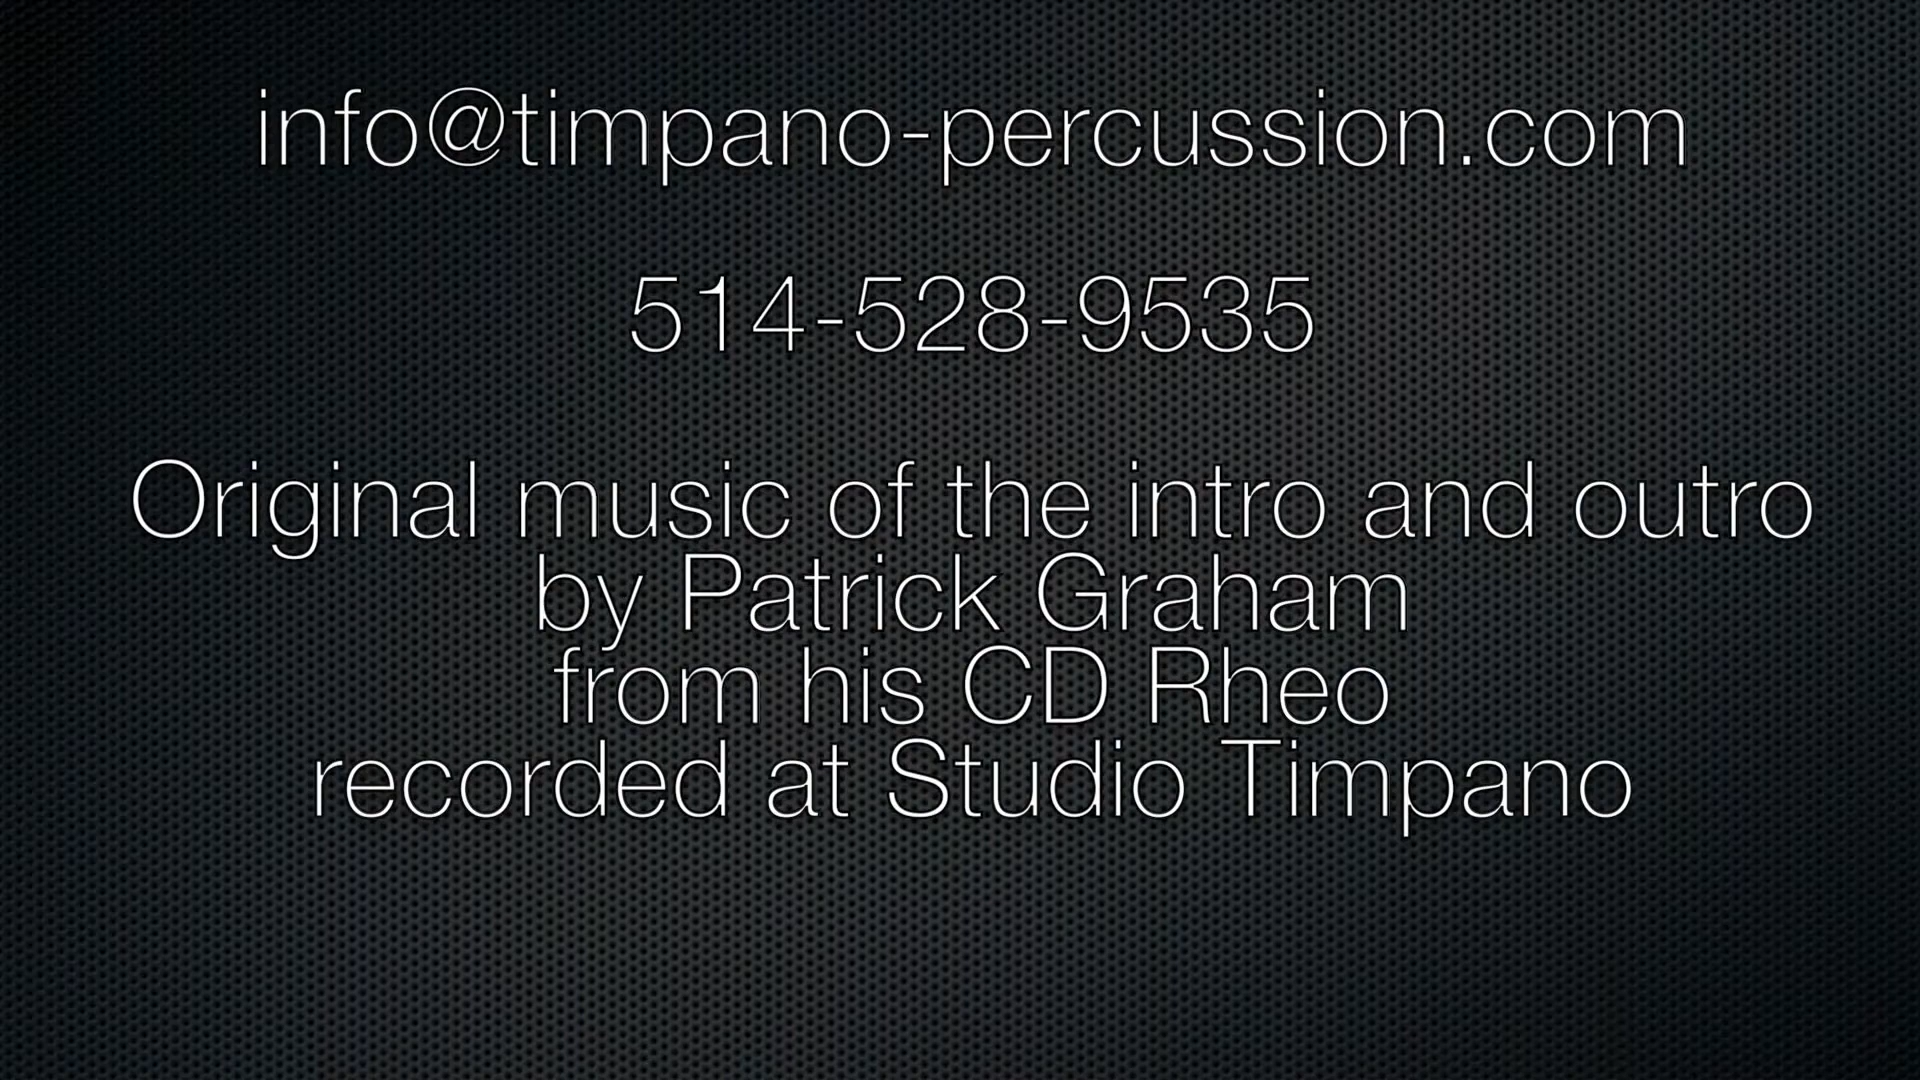 info@timpano-percussion.com
514-528-9535
Original music of the intro and outro
by Patrick Graham
from his CD Rheo
recorded at Studio Timpano